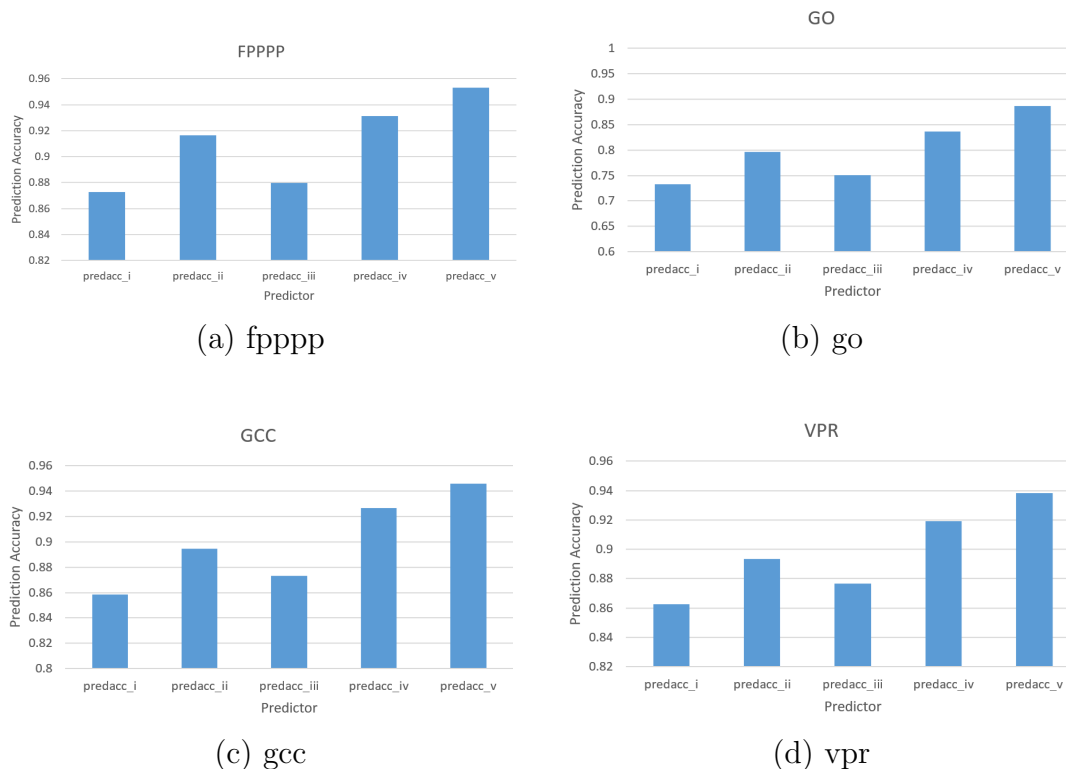 FPPPP
Prediction Accuracy
0.96
0.94
0.92
0.9
0.88
0.86
0.84
0.82
predacc_i predacc_ii predacc_iii predacc_iv predacc_v
Predictor
(a) fpppp
GO
Prediction Accuracy
1
0.95
0.9
0.85
0.8
0.75
0.7
0.65
0.6
predacc_i predacc_ii predacc_iii predacc_iv predacc_v
Predictor
(b) go
GCC
Prediction Accuracy
0.96
0.94
0.92
0.9
0.88
0.86
0.84
0.82
0.8
predacc_i predacc_ii predacc_iii predacc_iv predacc_v
Predictor
(c) gcc
VPR
Prediction Accuracy
0.96
0.94
0.92
0.9
0.88
0.86
0.84
0.82
predacc_i predacc_ii predacc_iii predacc_iv predacc_v
Predictor
(d) vpr